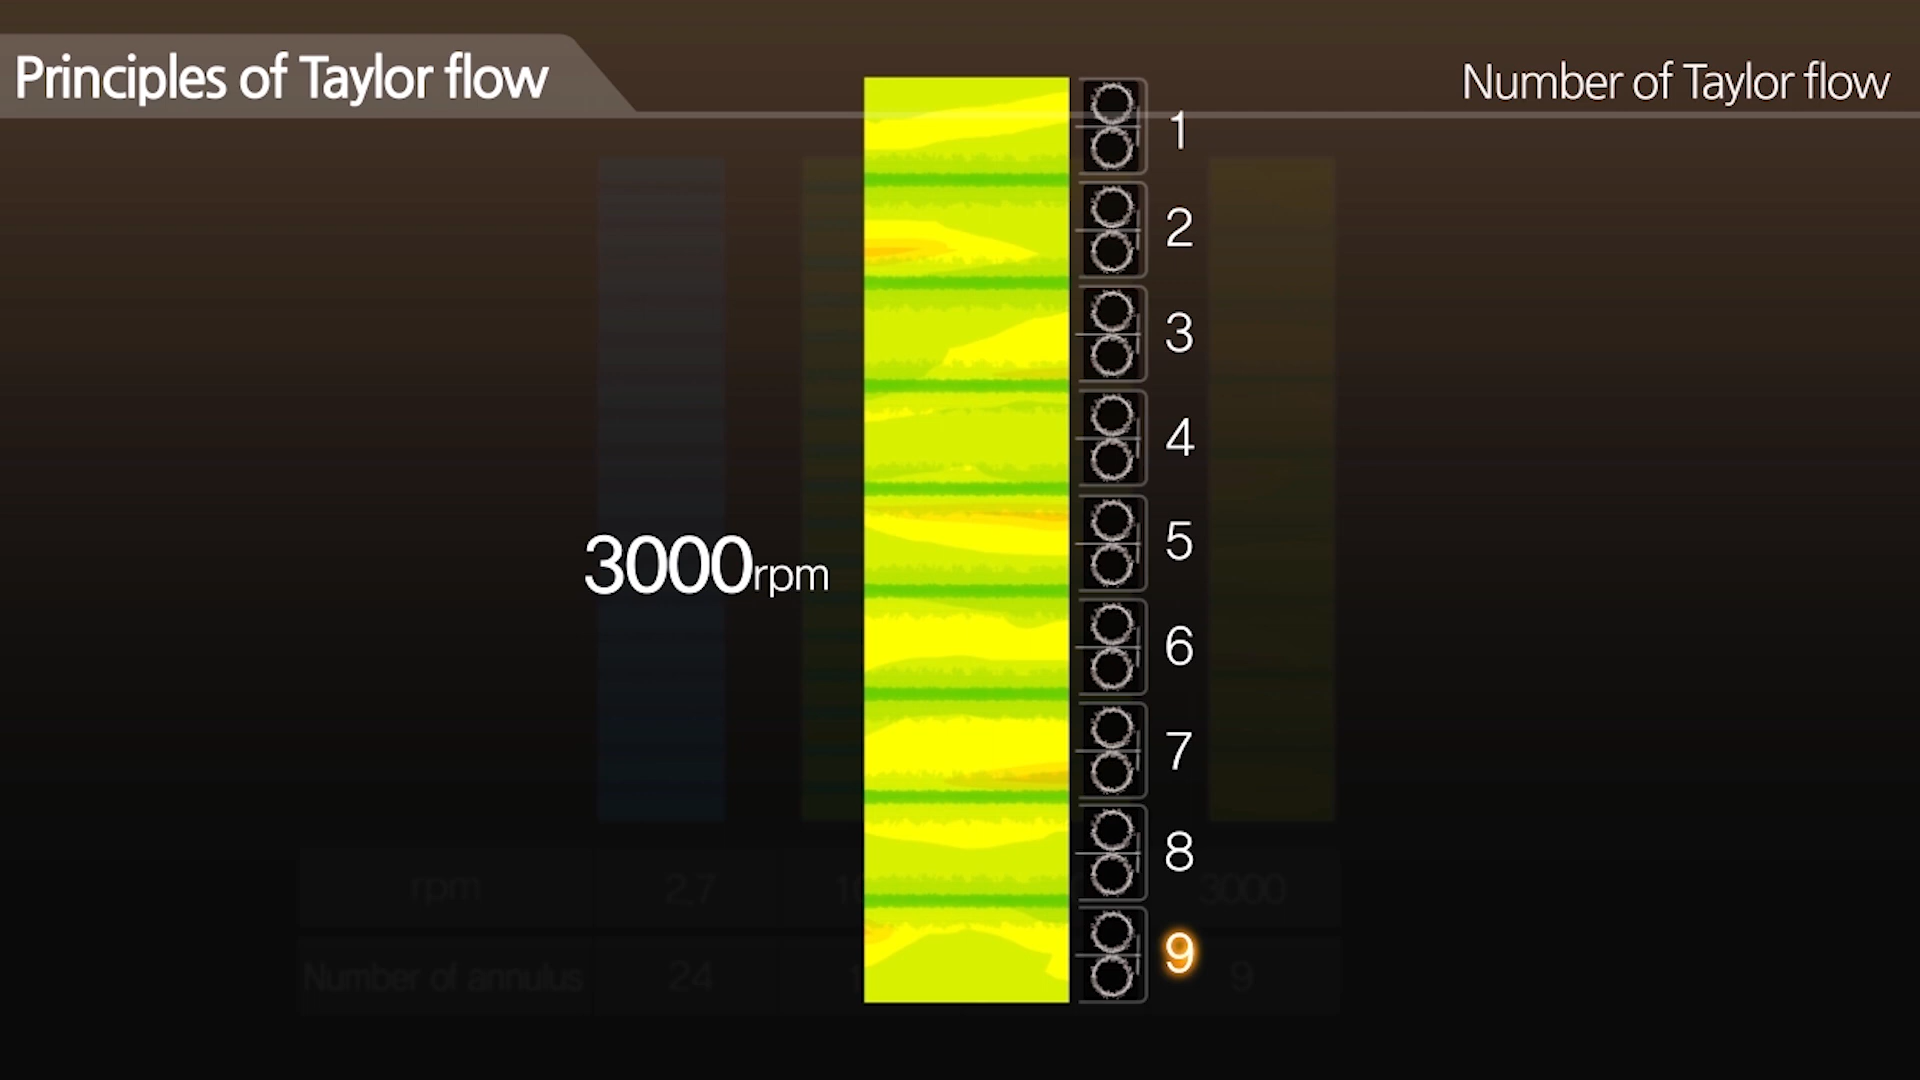 Principles of Taylor flow
Number of Taylor flow
1
2
3
4
5
3000rpm
6
7
8
9
rpm 2,7 3000
Number of annulus 24 9